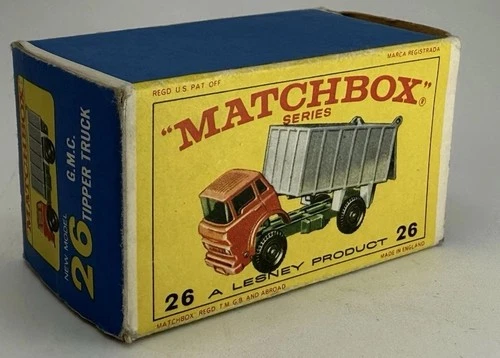 REGD U.S PAT OFF
MARCA REGISTRADA
"MATCHBOX"®
SERIES
26 A LESNEY PRODUCT 26
MADE IN ENGLAND
MATCHBOX REGD T.M. G.B. AND ABROAD
NEW MODEL
26 G.M.C.
TIPPER TRUCK